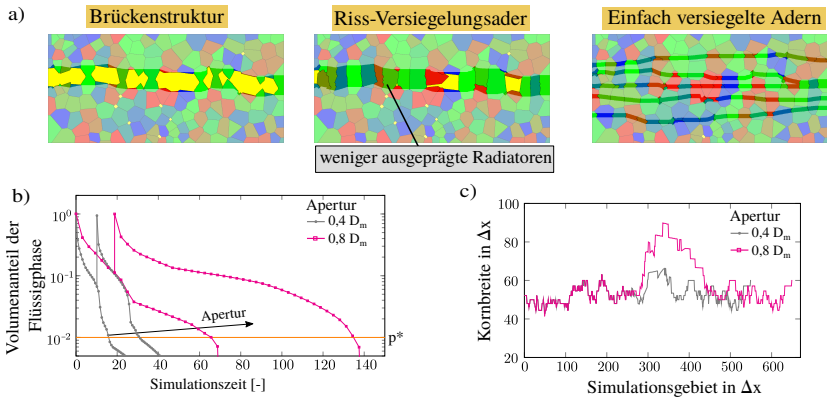 a)
Brückenstruktur
Riss-Versiegelungsader
Einfach versiegelte Adern
weniger ausgeprägte Radiatoren
b)
Volumenanteil der
Flüssigphase
10^0
10^-1
10^-2
0 20 40 60 80 100 120 140
Simulationszeit [-]
Apertur
0,4 D_m
0,8 D_m
Apertur
p*
c)
Kornbreite in Δx
100
80
60
40
20
0 100 200 300 400 500 600
Simulationsgebiet in Δx
Apertur
0,4 D_m
0,8 D_m